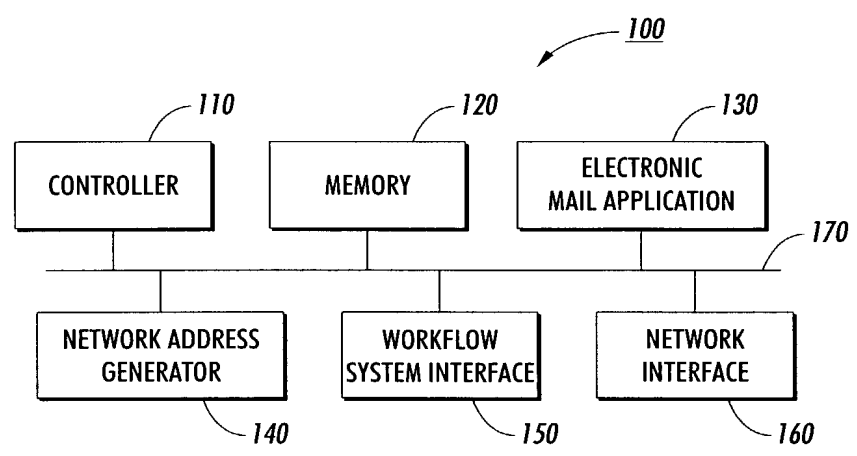 100
110
120
130
CONTROLLER
MEMORY
ELECTRONIC
MAIL APPLICATION
170
NETWORK ADDRESS
GENERATOR
WORKFLOW
SYSTEM INTERFACE
NETWORK
INTERFACE
140
150
160